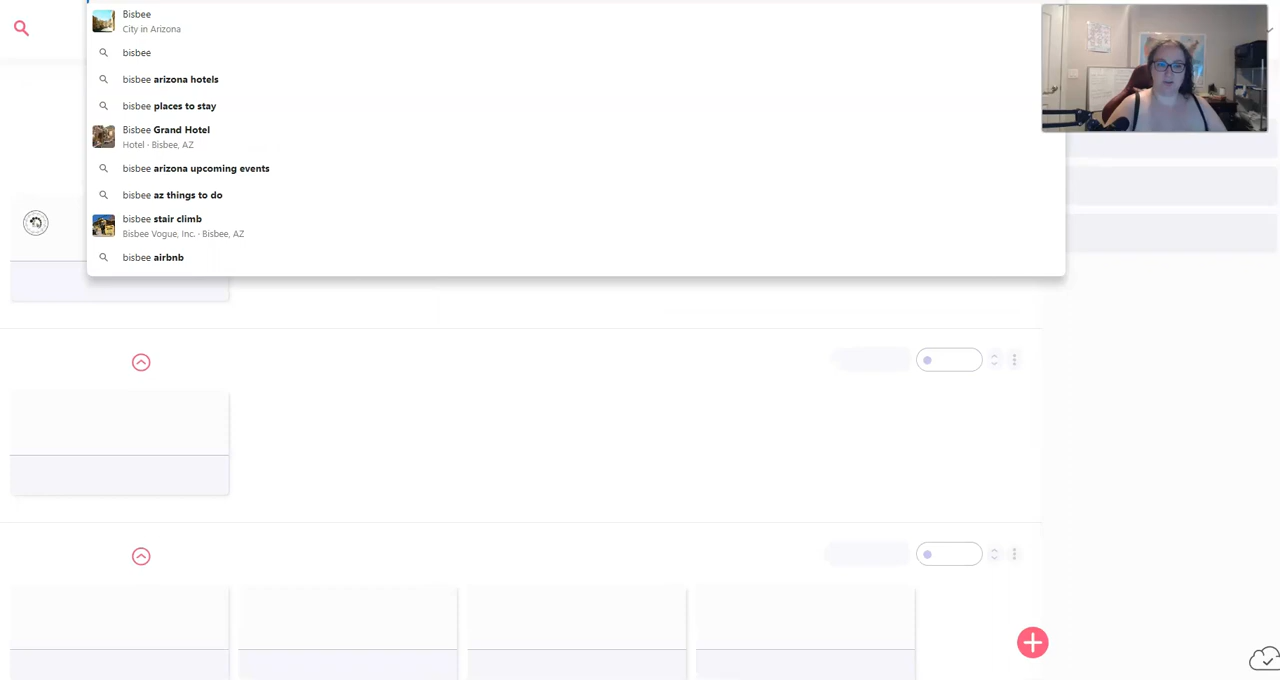 Bisbee
City in Arizona
bisbee
bisbee arizona hotels
bisbee places to stay
Bisbee Grand Hotel
Hotel · Bisbee, AZ
bisbee arizona upcoming events
bisbee az things to do
bisbee stair climb
Bisbee Vogue, Inc. · Bisbee, AZ
bisbee airbnb